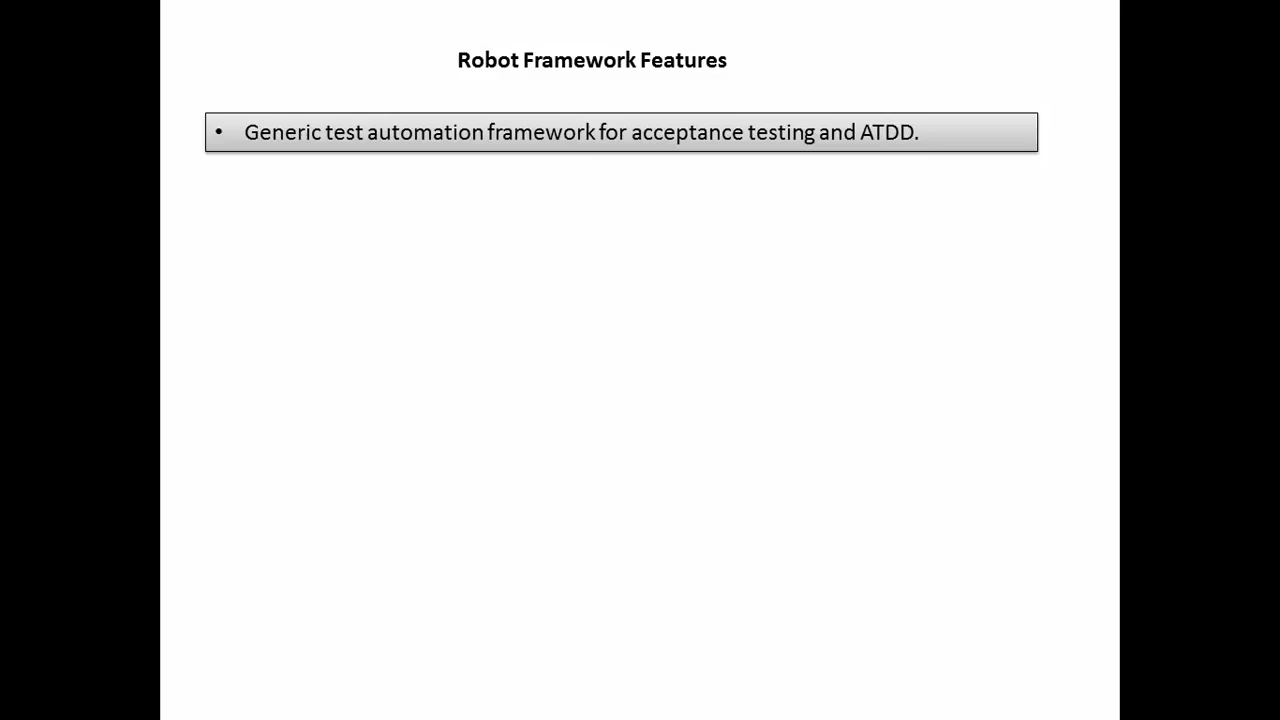 Robot Framework Features
• Generic test automation framework for acceptance testing and ATDD.